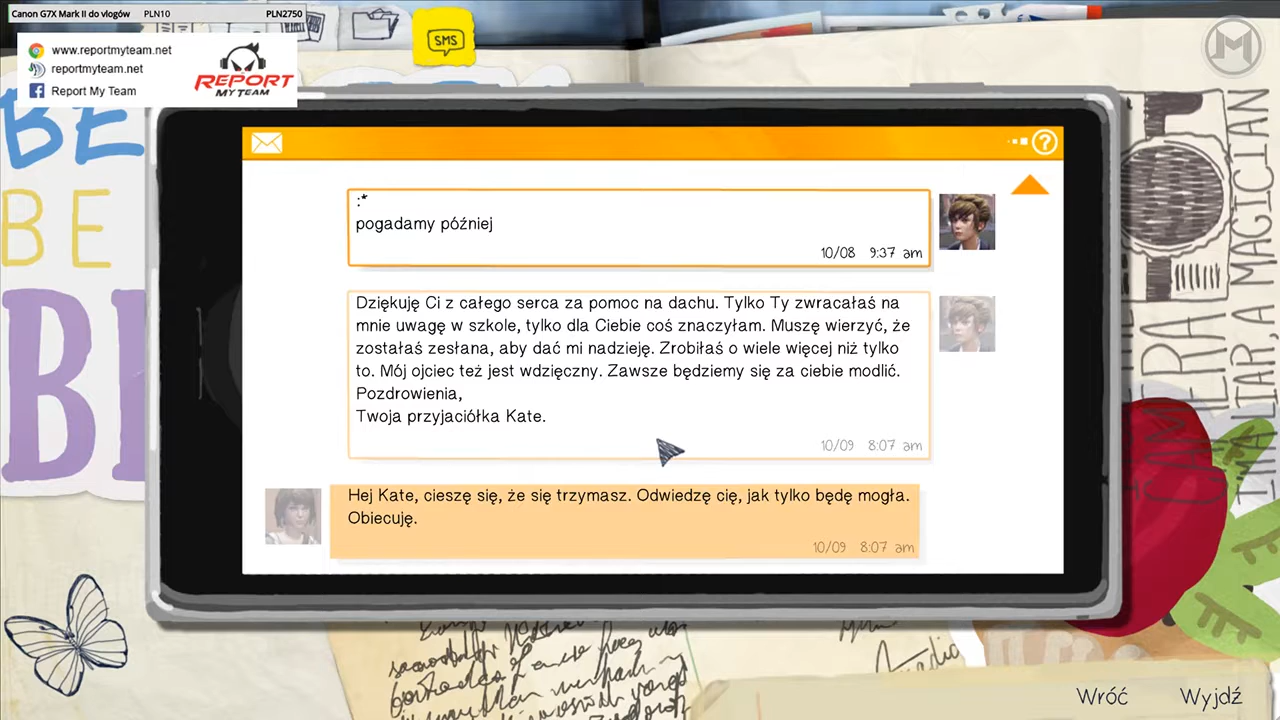 Canon G7X Mark II do vlogów PLN10 PLN2750
www.reportmyteam.net
reportmyteam.net
Report My Team
REPORT
MY TEAM
SMS
M
BE
BE
:*
pogadamy później
10/08 9:37 am
Dziękuję Ci z całego serca za pomoc na dachu. Tylko Ty zwracałaś na
mnie uwagę w szkole, tylko dla Ciebie coś znaczyłam. Muszę wierzyć, że
zostałaś zesłana, aby dać mi nadzieję. Zrobiłaś o wiele więcej niż tylko
to. Mój ojciec też jest wdzięczny. Zawsze będziemy się za ciebie modlić.
Pozdrowienia,
Twoja przyjaciółka Kate.
10/09 8:07 am
Hej Kate, cieszę się, że się trzymasz. Odwiedzę cię, jak tylko będę mogła.
Obiecuję.
10/09 8:07 am
CAMERA
MAGICIAN
Wróć Wyjdź